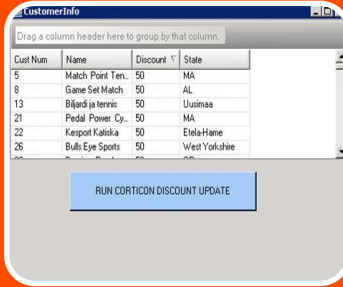 CustomerInfo
Drag a column header here to group by that column.
Cust Num Name Discount State
5 Match Point Ten... 50 MA
8 Game Set Match 50 AL
13 Biljardi ja tennis 50 Uusimaa
21 Pedal Power Cy... 50 MA
22 Kesport Katiska 50 Etela-Hame
26 Bulls Eye Sports 50 West Yorkshire
RUN CORTICON DISCOUNT UPDATE